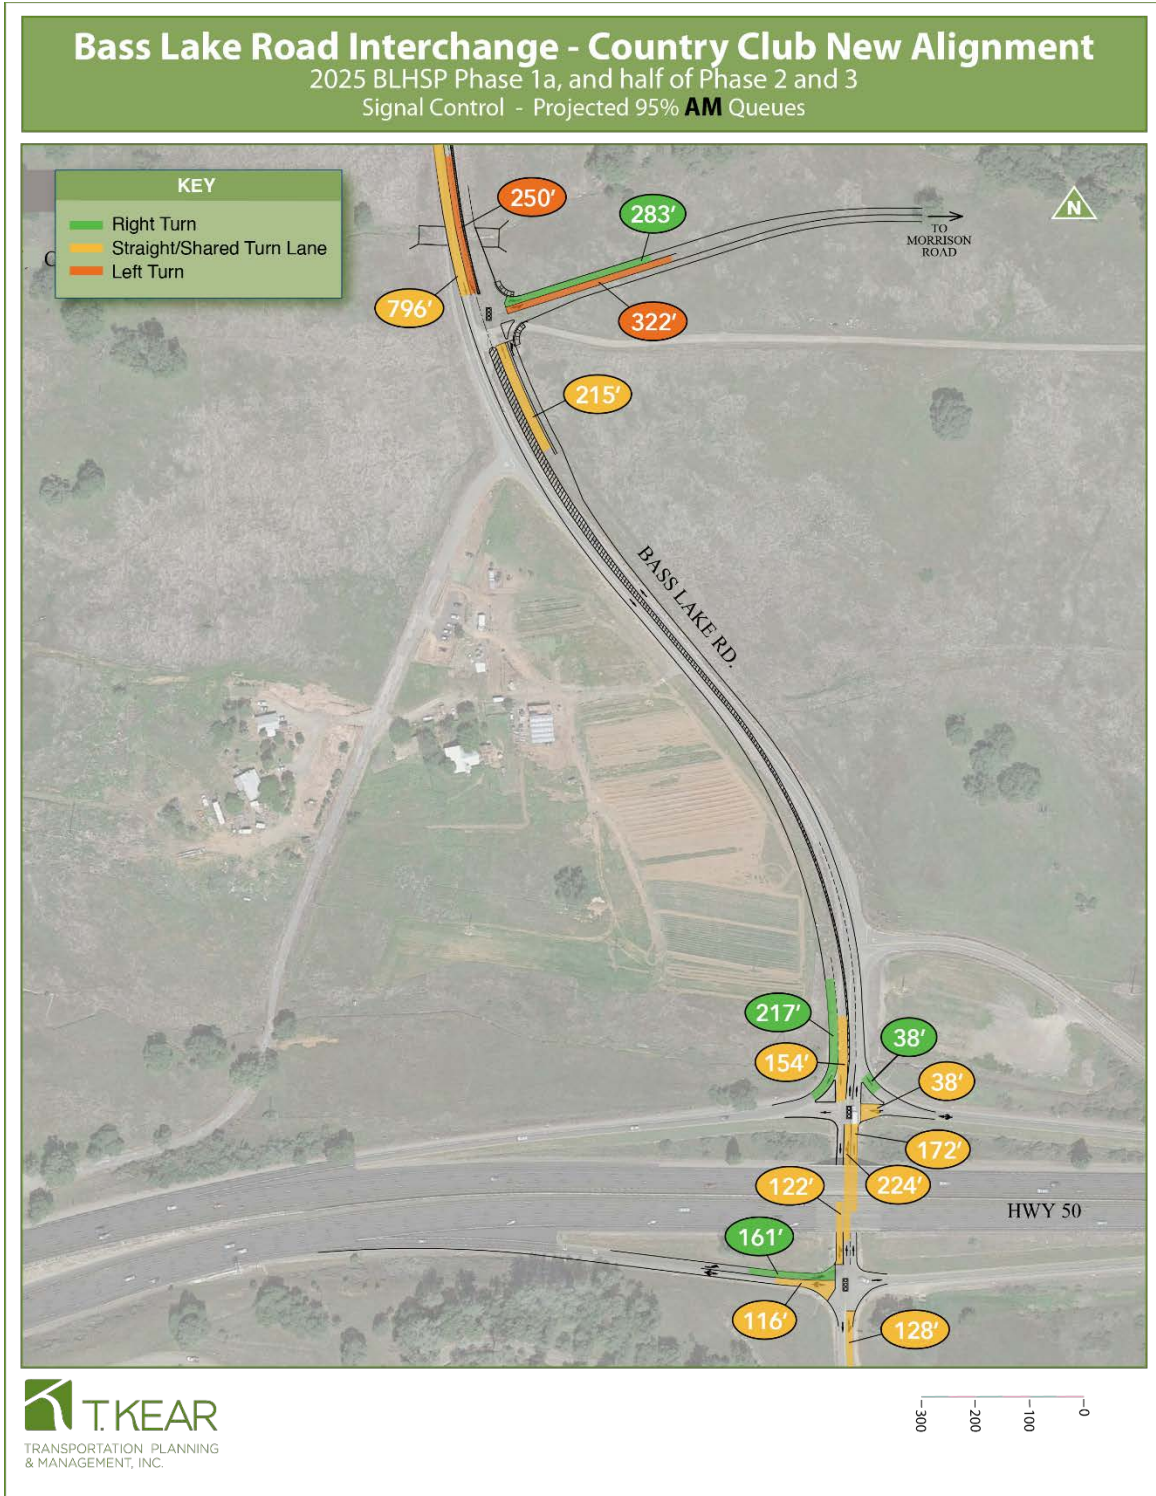 Bass Lake Road Interchange - Country Club New Alignment
2025 BLHSP Phase 1a, and half of Phase 2 and 3
Signal Control - Projected 95% AM Queues
KEY
Right Turn
Straight/Shared Turn Lane
Left Turn
C
250'
283'
N
TO
MORRISON
ROAD
796'
322'
215'
BASS LAKE RD.
217'
38'
154'
38'
172'
122'
224'
HWY 50
161'
116'
128'
T. KEAR
TRANSPORTATION PLANNING
& MANAGEMENT, INC.
300
200
100
0